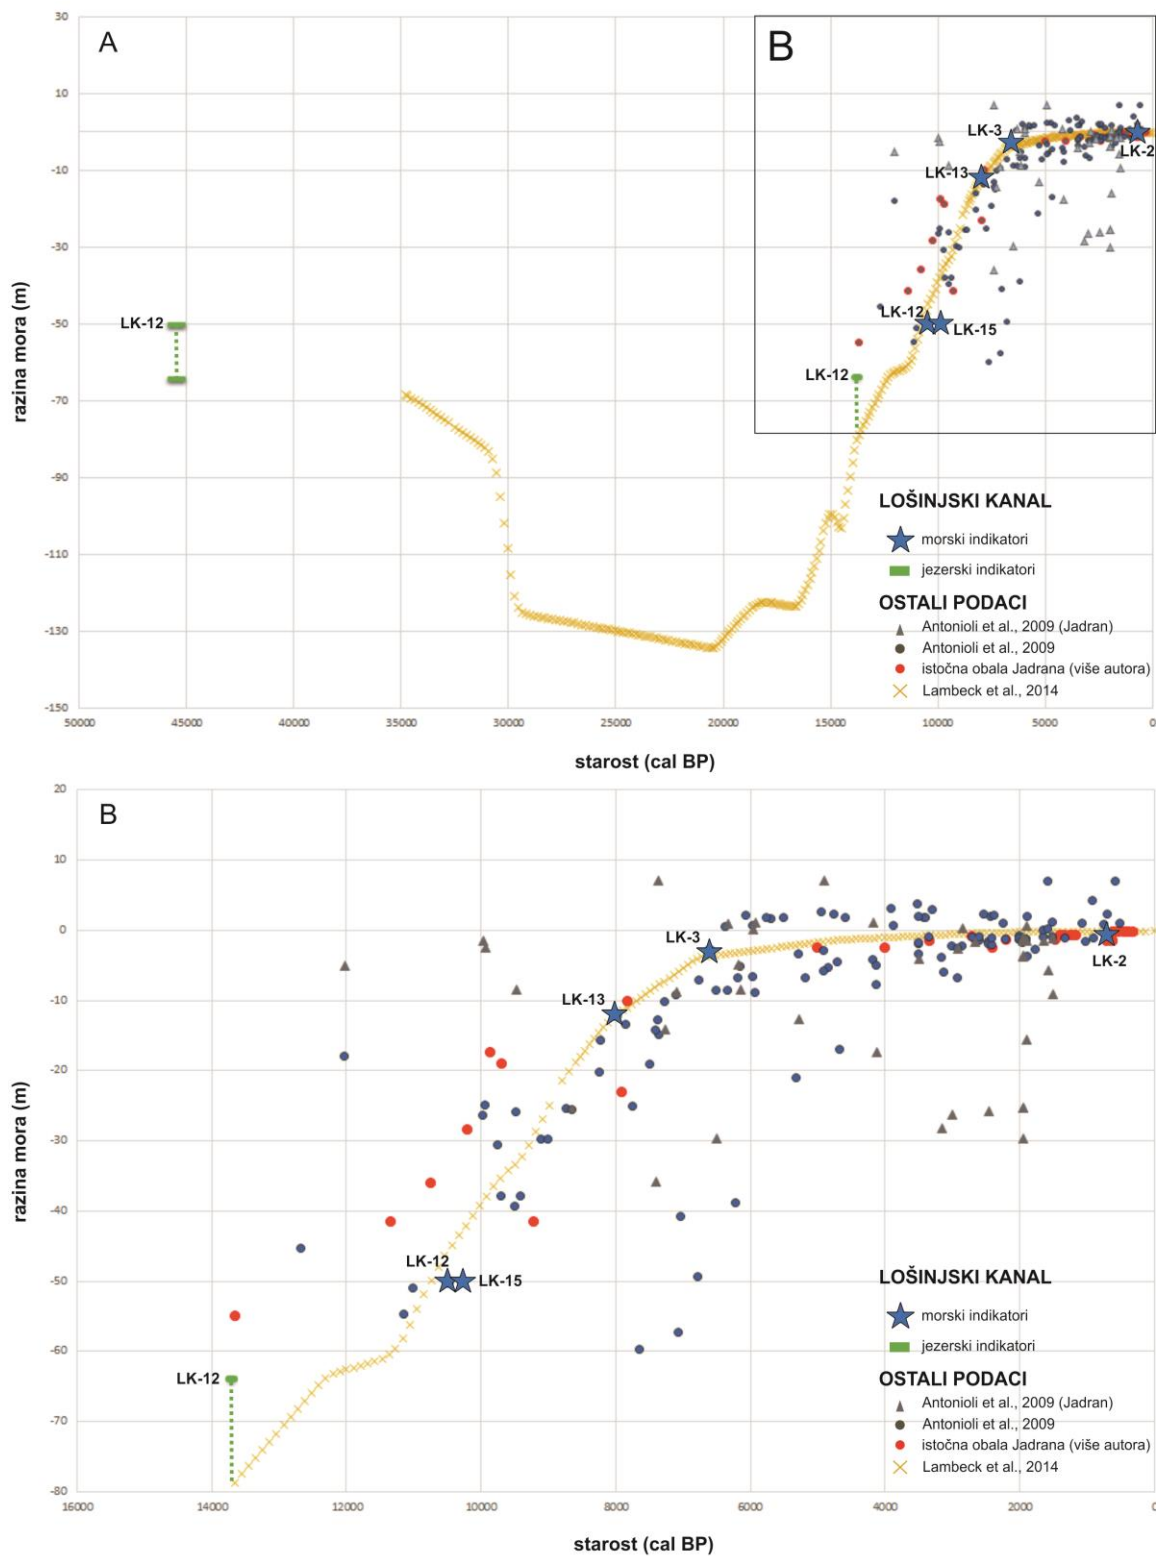 A
B
30
10
-10
-30
-50
-70
-90
-110
-130
-150
razina mora (m)
LK-3
LK-2
LK-13
LK-12
LK-12
LK-15
LK-12
LOŠINJSKI KANAL
morski indikatori
jezerski indikatori
OSTALI PODACI
Antonioli et al., 2009 (Jadran)
Antonioli et al., 2009
istočna obala Jadrana (više autora)
Lambeck et al., 2014
50000 45000 40000 35000 30000 25000 20000 15000 10000 5000 0
starost (cal BP)
B
20
10
0
-10
-20
-30
-40
-50
-60
-70
-80
razina mora (m)
LK-3
LK-2
LK-13
LK-12
LK-15
LK-12
LOŠINJSKI KANAL
morski indikatori
jezerski indikatori
OSTALI PODACI
Antonioli et al., 2009 (Jadran)
Antonioli et al., 2009
istočna obala Jadrana (više autora)
Lambeck et al., 2014
16000 14000 12000 10000 8000 6000 4000 2000 0
starost (cal BP)